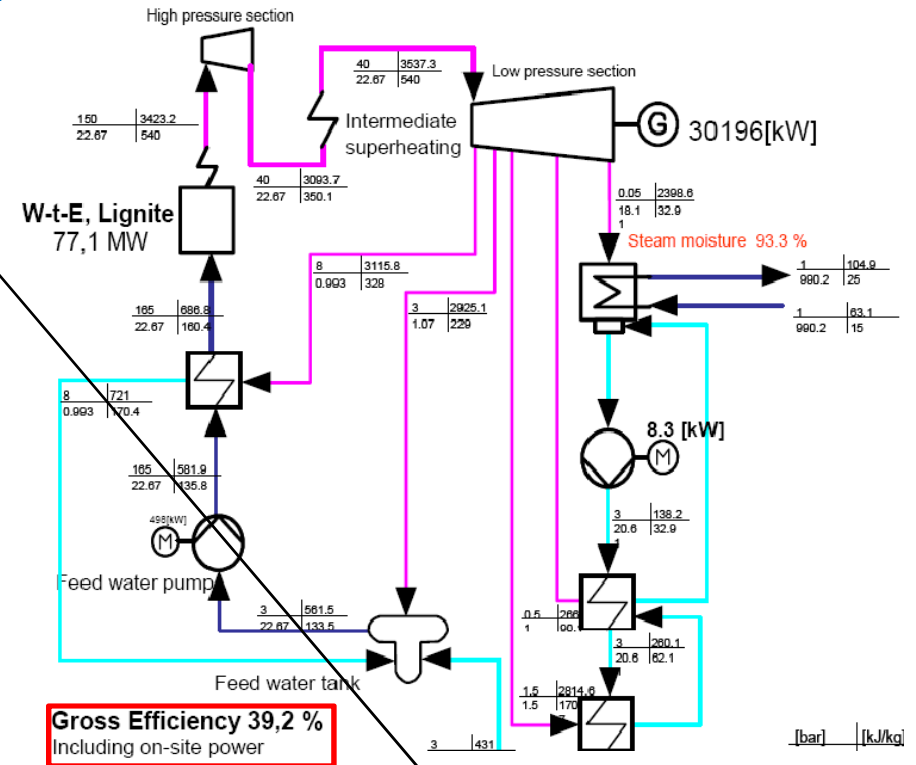 High pressure section
40 3537.3
22.67 540
Low pressure section
150 3423.2
22.67 540
Intermediate
superheating
G
30196[kW]
40 3093.7
22.67 350.1
0.05 2398.6
18.1 32.9
1
W-t-E, Lignite
77,1 MW
Steam moisture 93.3 %
8 3115.8
0.993 328
1 104.9
990.2 25
3 2925.1
1.07 229
165 686.8
22.67 160.4
1 63.1
990.2 15
8 721
0.993 170.4
8.3 [kW]
M
165 581.9
22.67 135.8
498[kW]
M
3 138.2
20.6 32.9
1
Feed water pump
3 561.5
22.67 133.5
0.5
1 90.1
3 260.1
20.6 62.1
Feed water tank
1.5 2814.6
1.5 170
Gross Efficiency 39,2 %
Including on-site power
3 431
[bar] [kJ/kg]